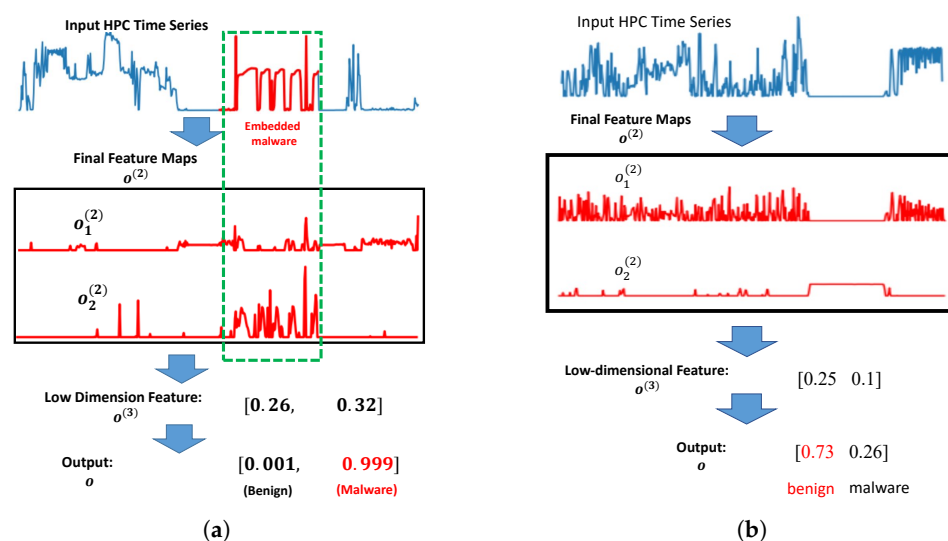 Input HPC Time Series
Embedded
malware
Final Feature Maps
o^(2)
o_1^(2)
o_2^(2)
Low Dimension Feature:
o^(3)
[0.26, 0.32]
Output:
o
[0.001, 0.999]
(Benign) (Malware)
(a)
Input HPC Time Series
Final Feature Maps
o^(2)
o_1^(2)
o_2^(2)
Low-dimensional Feature:
o^(3)
[0.25 0.1]
Output:
o
[0.73 0.26]
benign malware
(b)